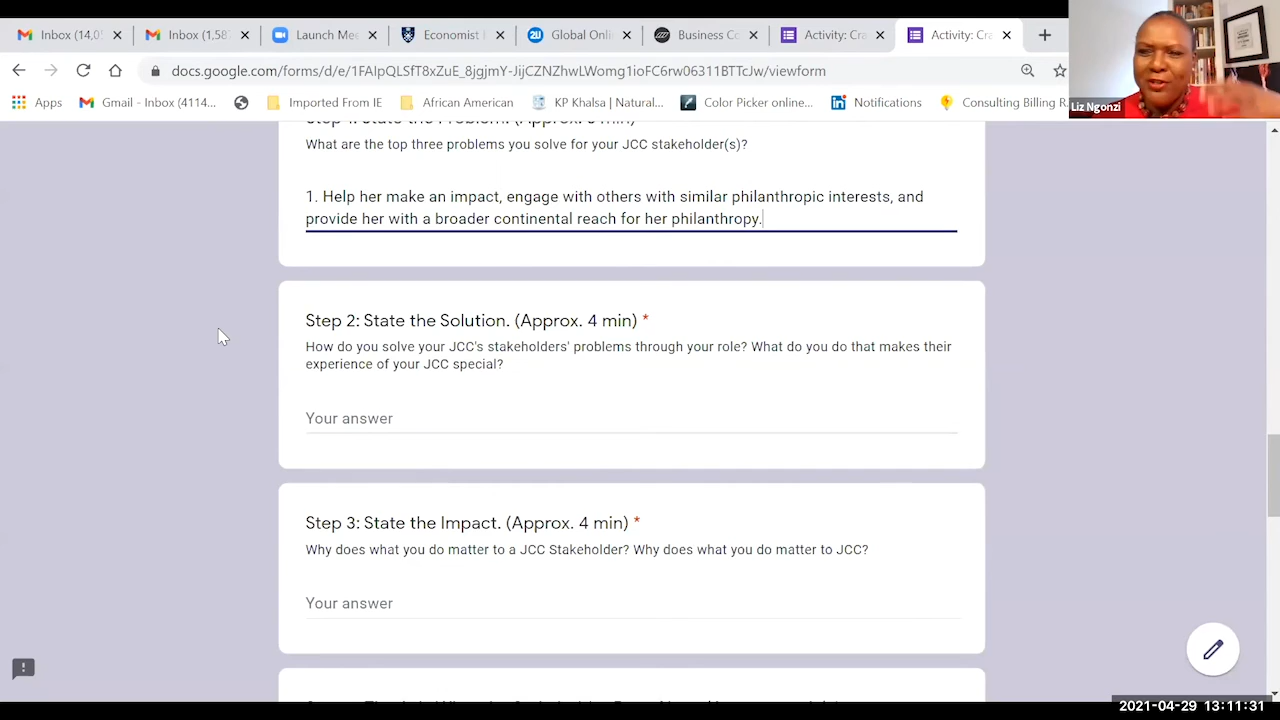 Inbox (14,0
Inbox (1,58
Launch Mee
Economist
Global Onli
Business Co
Activity: Cra
Activity: Cra
docs.google.com/forms/d/e/1FAIpQLSfT8xZuc_8jgjmY-JijCZNZhwLWomg1ioFC6rw06311BTTcJw/viewform
Apps
Gmail - Inbox (4114...
Imported From IE
African American
KP Khalsa | Natural...
Color Picker online...
Notifications
Consulting Billing R
Liz Ngonzi
What are the top three problems you solve for your JCC stakeholder(s)?
1. Help her make an impact, engage with others with similar philanthropic interests, and
provide her with a broader continental reach for her philanthropy.
Step 2: State the Solution. (Approx. 4 min) *
How do you solve your JCC's stakeholders' problems through your role? What do you do that makes their
experience of your JCC special?
Your answer
Step 3: State the Impact. (Approx. 4 min) *
Why does what you do matter to a JCC Stakeholder? Why does what you do matter to JCC?
Your answer
2021-04-29 13:11:31